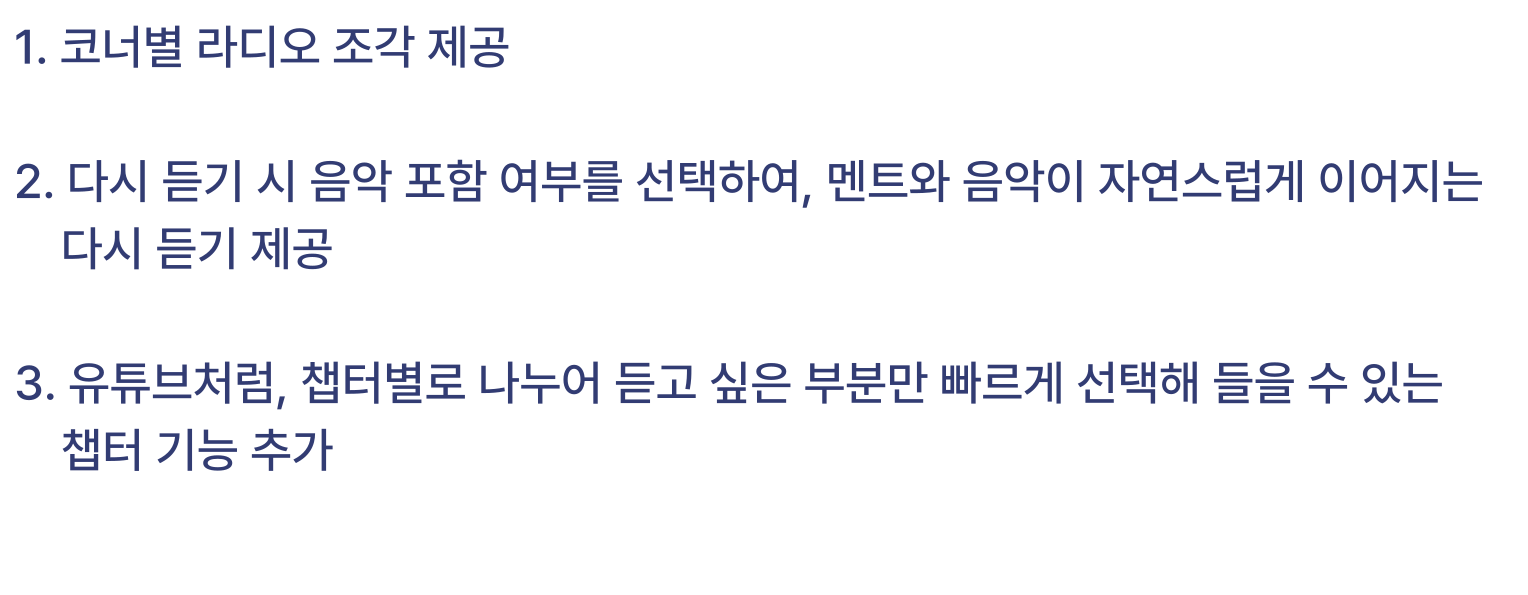 1. 코너별 라디오 조각 제공
2. 다시 듣기 시 음악 포함 여부를 선택하여, 멘트와 음악이 자연스럽게 이어지는
다시 듣기 제공
3. 유튜브처럼, 챕터별로 나누어 듣고 싶은 부분만 빠르게 선택해 들을 수 있는
챕터 기능 추가